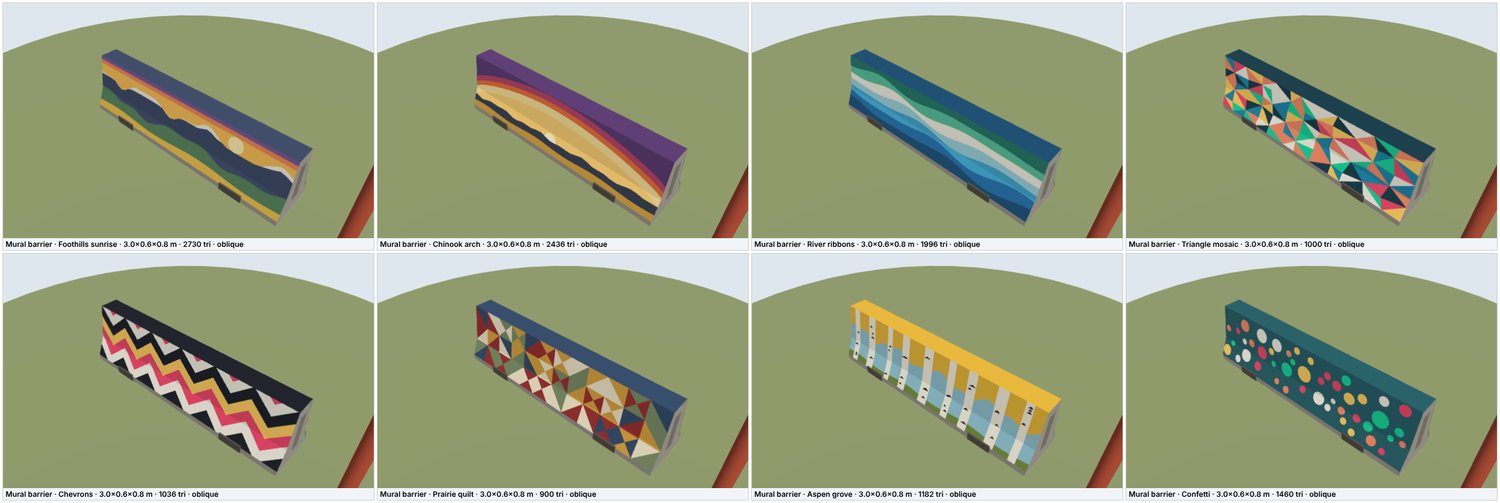 Mural barrier · Foothills sunrise · 3.0×0.6×0.8 m · 2730 tri · oblique
Mural barrier · Chinook arch · 3.0×0.6×0.8 m · 2436 tri · oblique
Mural barrier · River ribbons · 3.0×0.6×0.8 m · 1996 tri · oblique
Mural barrier · Triangle mosaic · 3.0×0.6×0.8 m · 1000 tri · oblique
Mural barrier · Chevrons · 3.0×0.6×0.8 m · 1036 tri · oblique
Mural barrier · Prairie quilt · 3.0×0.6×0.8 m · 900 tri · oblique
Mural barrier · Aspen grove · 3.0×0.6×0.8 m · 1182 tri · oblique
Mural barrier · Confetti · 3.0×0.6×0.8 m · 1460 tri · oblique